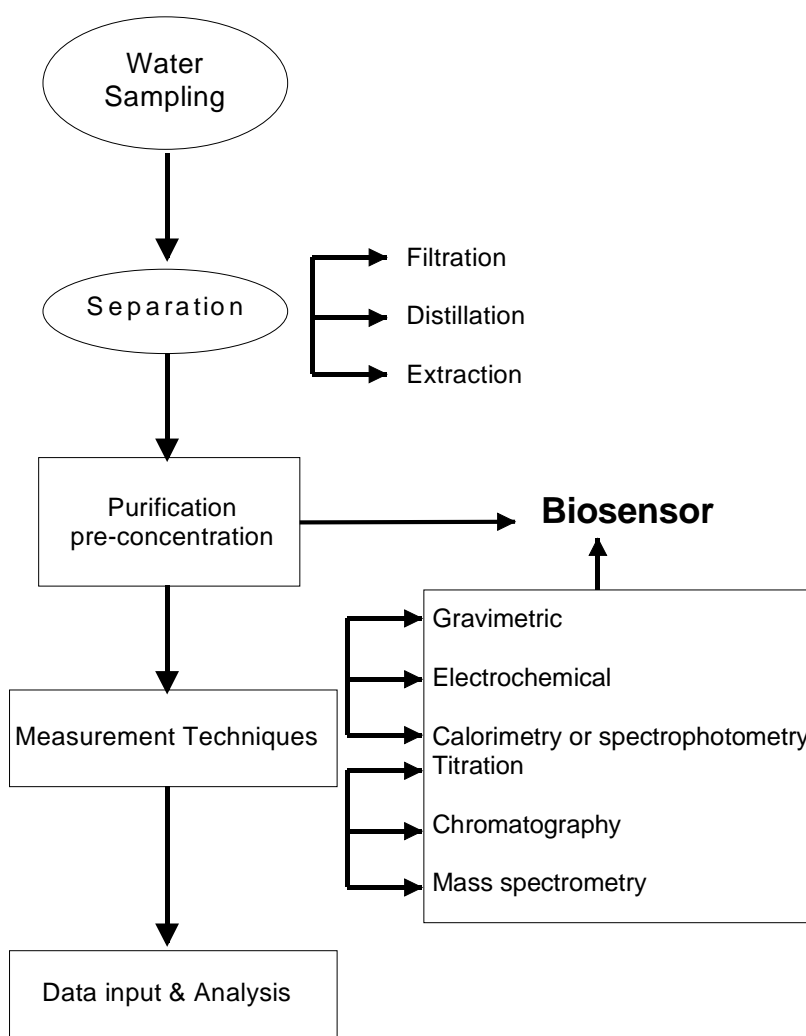 Water
Sampling
Separation
Filtration
Distillation
Extraction
Purification
pre-concentration
Biosensor
Measurement Techniques
Gravimetric
Electrochemical
Calorimetry or spectrophotometry
Titration
Chromatography
Mass spectrometry
Data input & Analysis